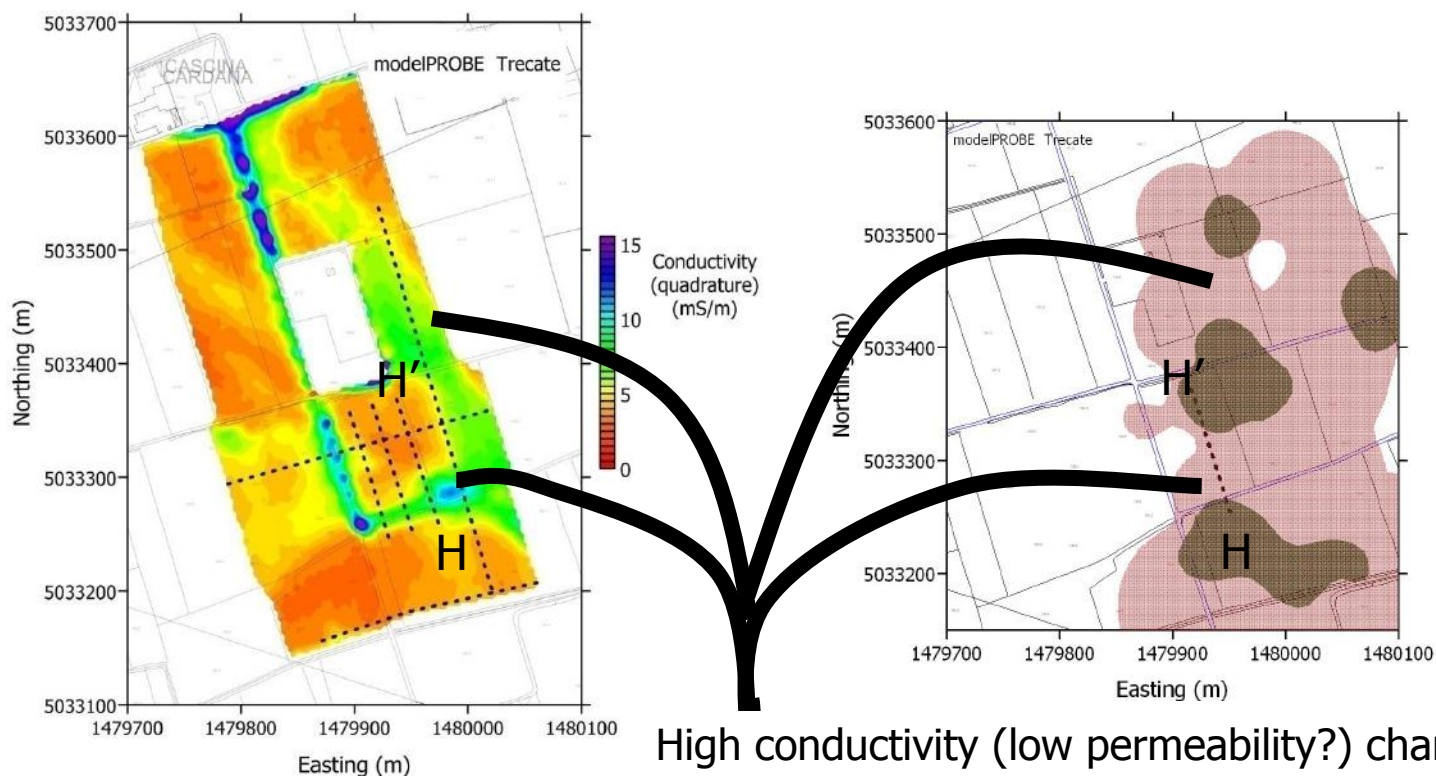 5033700
CASCINA
CARDANA
modelPROBE Trecate
5033600
5033500
5033400
5033300
5033200
5033100
Northing (m)
1479700 1479800 1479900 1480000 1480100
Easting (m)
H'
H
15
10
5
0
Conductivity
(quadrature)
(mS/m)
5033600
modelPROBE Trecate
5033500
5033400
5033300
5033200
Northing (m)
H'
H
1479700 1479800 1479900 1480000 1480100
Easting (m)
High conductivity (low permeability?) chan